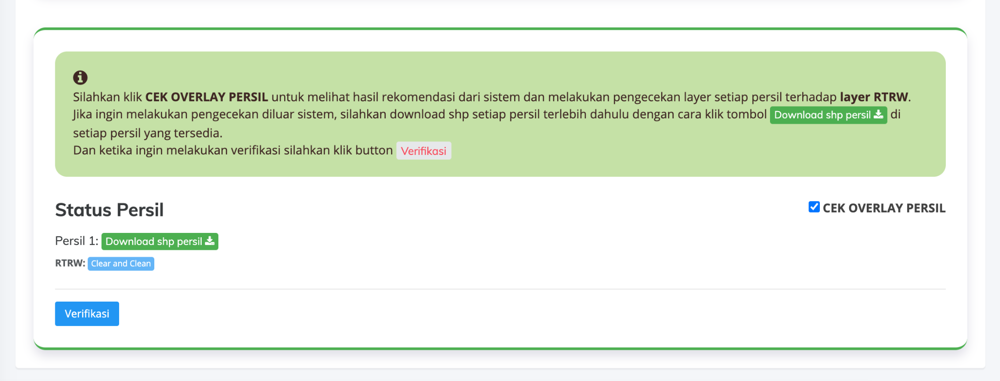 Silahkan klik CEK OVERLAY PERSIL untuk melihat hasil rekomendasi dari sistem dan melakukan pengecekan layer setiap persil terhadap layer RTRW.
Jika ingin melakukan pengecekan diluar sistem, silahkan download shp setiap persil terlebih dahulu dengan cara klik tombol Download shp persil di
setiap persil yang tersedia.
Dan ketika ingin melakukan verifikasi silahkan klik button Verifikasi
Status Persil
CEK OVERLAY PERSIL
Persil 1: Download shp persil
RTRW: Clear and Clean
Verifikasi